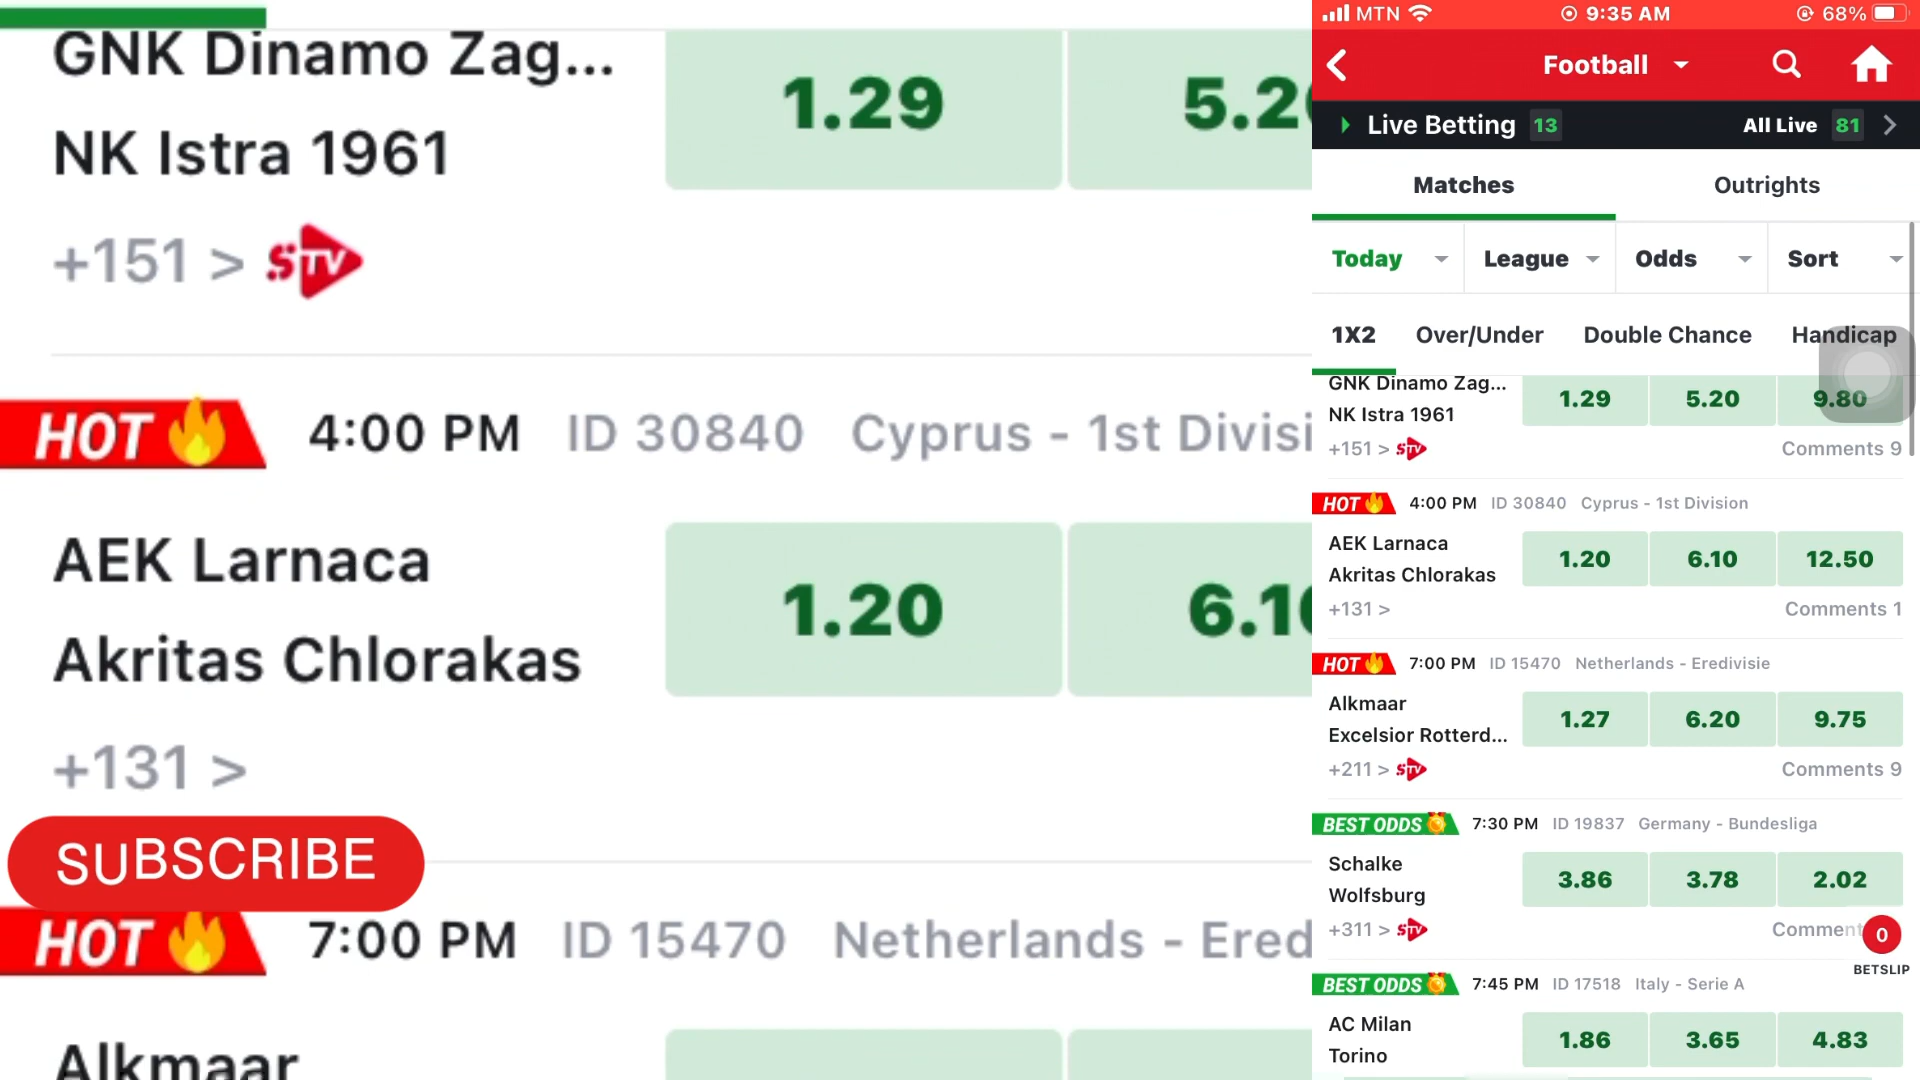 GNK Dinamo Zag...
1.29
5.20
NK Istra 1961
+151 >
STV
HOT
4:00 PM
ID 30840
Cyprus - 1st Divisi
AEK Larnaca
1.20
6.10
Akritas Chlorakas
+131 >
SUBSCRIBE
HOT
7:00 PM
ID 15470
Netherlands - Ered
Alkmaar
MTN
9:35 AM
68%
Football
Live Betting 13
All Live 81
Matches
Outrights
Today
League
Odds
Sort
1X2
Over/Under
Double Chance
Handicap
GNK Dinamo Zag...
NK Istra 1961
1.29
5.20
9.80
+151 >
STV
Comments 9
HOT
4:00 PM
ID 30840
Cyprus - 1st Division
AEK Larnaca
Akritas Chlorakas
1.20
6.10
12.50
+131 >
Comments 1
HOT
7:00 PM
ID 15470
Netherlands - Eredivisie
Alkmaar
Excelsior Rotterd...
1.27
6.20
9.75
+211 >
STV
Comments 9
BEST ODDS
7:30 PM
ID 19837
Germany - Bundesliga
Schalke
Wolfsburg
3.86
3.78
2.02
+311 >
STV
Comment
0
BETSLIP
BEST ODDS
7:45 PM
ID 17518
Italy - Serie A
AC Milan
Torino
1.86
3.65
4.83